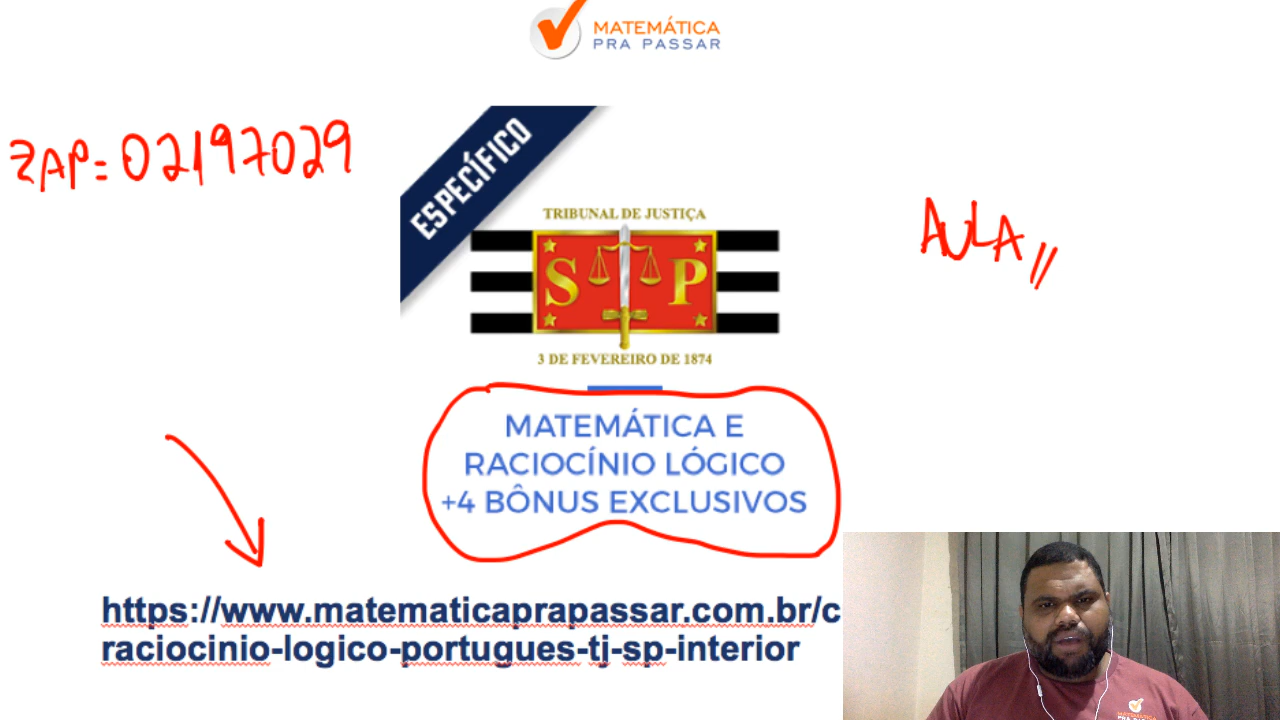 MATEMÁTICA
PRA PASSAR
ZAP= 02197029
ESPECÍFICO
TRIBUNAL DE JUSTIÇA
S P
3 DE FEVEREIRO DE 1874
AULA
MATEMÁTICA E
RACIOCÍNIO LÓGICO
+4 BÔNUS EXCLUSIVOS
https://www.matematicaprapassar.com.br/c
raciocinio-logico-portugues-tj-sp-interior
MATEMÁTICA